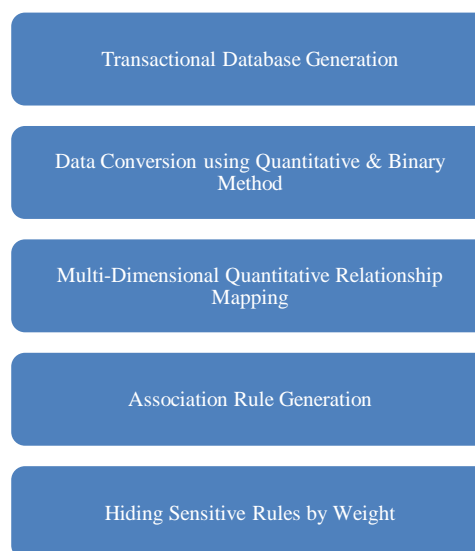 Transactional Database Generation
Data Conversion using Quantitative & Binary
Method
Multi-Dimensional Quantitative Relationship
Mapping
Association Rule Generation
Hiding Sensitive Rules by Weight